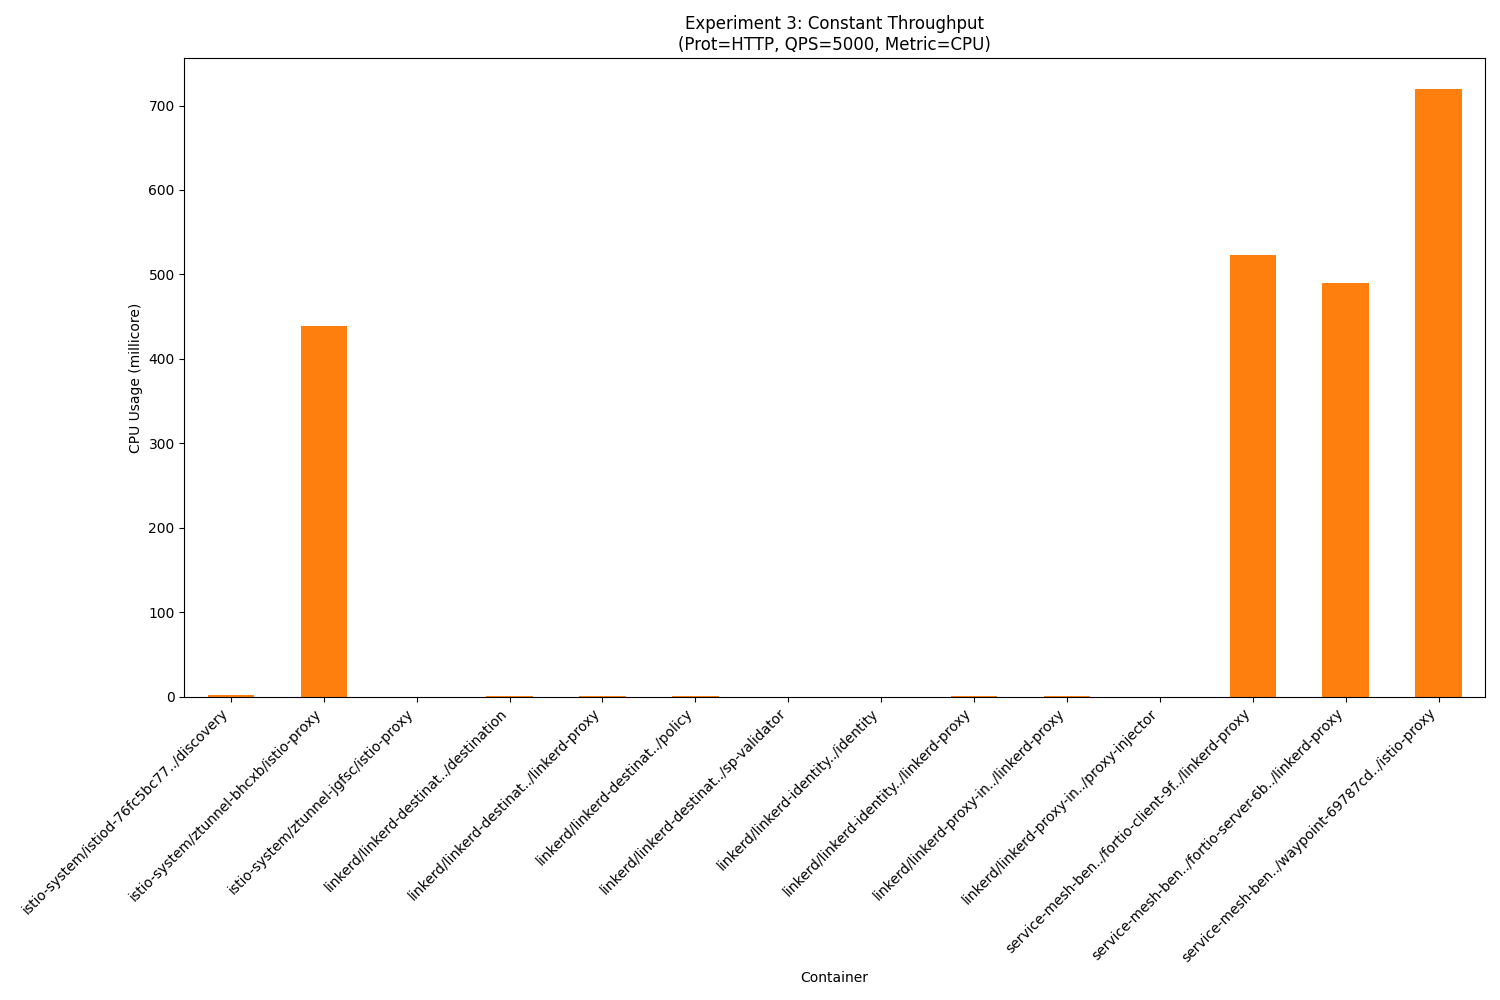 Experiment 3: Constant Throughput
(Prot=HTTP, QPS=5000, Metric=CPU)
CPU Usage (millicore)
700
600
500
400
300
200
100
0
istio-system/istiod-76fc5bc77../discovery
istio-system/ztunnel-bhcxb/istio-proxy
istio-system/ztunnel-jgfsc/istio-proxy
linkerd/linkerd-destinat../destination
linkerd/linkerd-destinat../linkerd-proxy
linkerd/linkerd-destinat../policy
linkerd/linkerd-destinat../sp-validator
linkerd/linkerd-identity../identity
linkerd/linkerd-identity../linkerd-proxy
linkerd/linkerd-proxy-in../linkerd-proxy
linkerd/linkerd-proxy-in../proxy-injector
service-mesh-ben../fortio-client-9f../linkerd-proxy
service-mesh-ben../fortio-server-6b../linkerd-proxy
service-mesh-ben../waypoint-69787cd../istio-proxy
Container